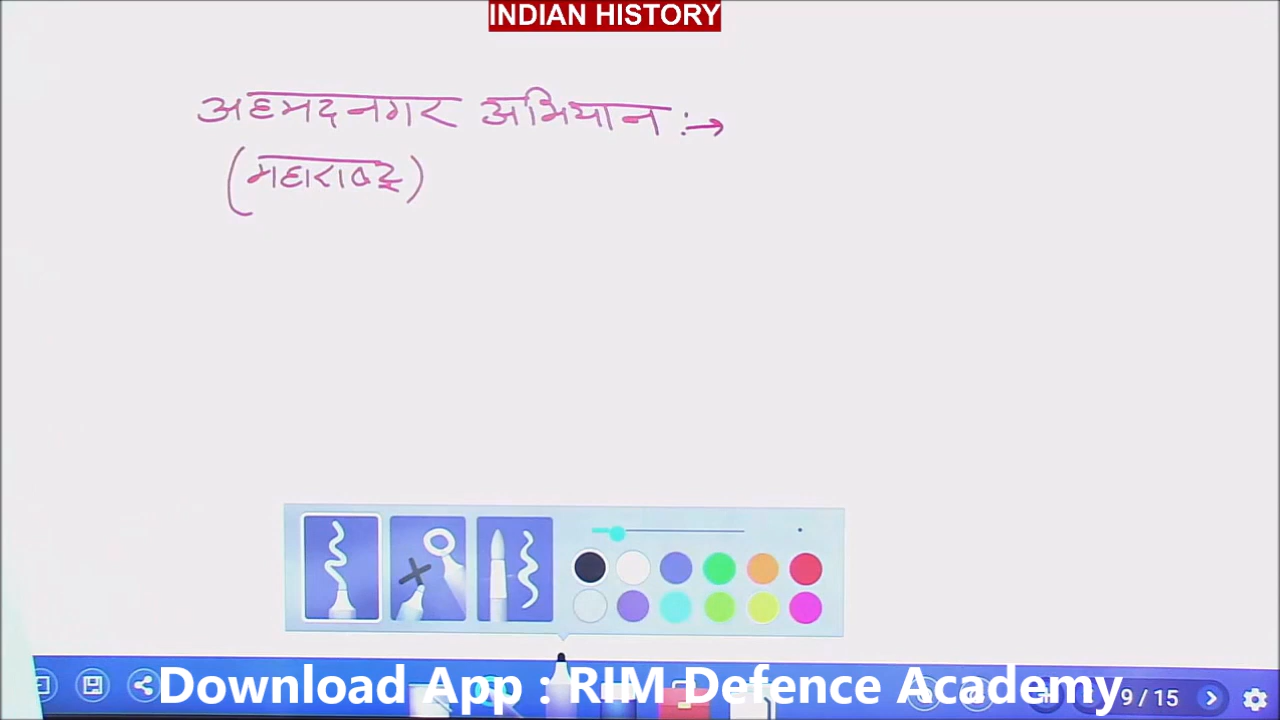 INDIAN HISTORY
अहमदनगर अभियान :→
(महाराष्ट्र)
9 / 15
Download App : RIM Defence Academy